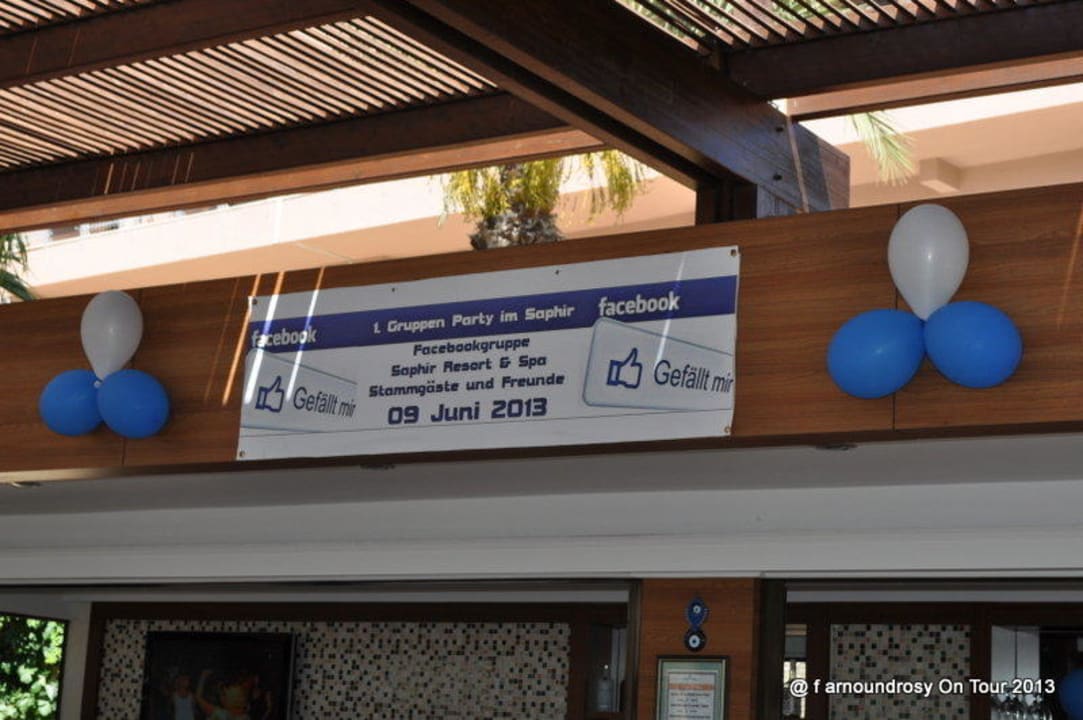 facebook
1. Gruppen Party im Saphir
facebook
Facebookgruppe
Saphir Resort & Spa
Stammgäste und Freunde
09 Juni 2013
Gefällt mir
Gefällt mir
@ f arnoundrosy On Tour 2013